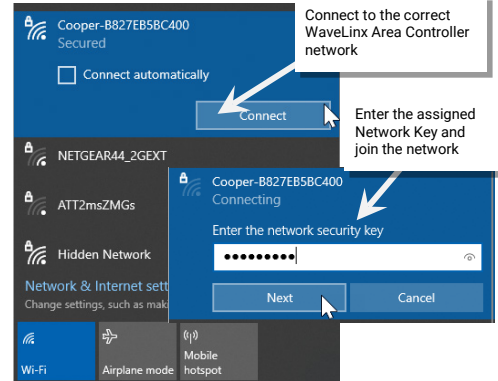 Cooper-B827EB5BC400
Secured
Connect automatically
Connect
Connect to the correct
WaveLinx Area Controller
network
Enter the assigned
Network Key and
join the network
NETGEAR44_2GEXT
ATT2msZMGs
Hidden Network
Cooper-B827EB5BC400
Connecting
Enter the network security key
●●●●●●●●●
Next
Cancel
Network & Internet sett
Change settings, such as mak
Wi-Fi
Airplane mode
Mobile
hotspot